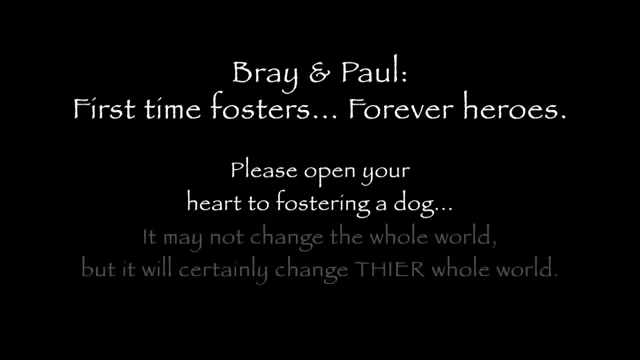 Bray & Paul:
First time fosters... Forever heroes.
Please open your
heart to fostering a dog...
It may not change the whole world,
but it will certainly change THIER whole world.